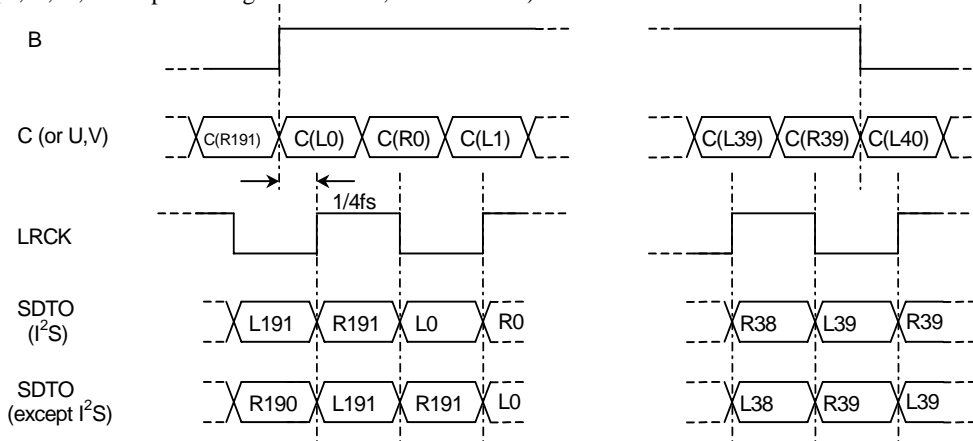 B
C (or U,V)
C(R191) C(L0) C(R0) C(L1) C(L39) C(R39) C(L40)
1/4fs
LRCK
SDTO
(I²S)
L191 R191 L0 R0 R38 L39 R39
SDTO
(except I²S)
R190 L191 R191 L0 L38 R39 L39